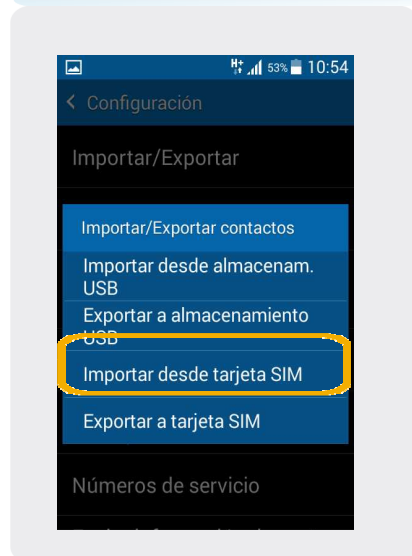 H+ 53% 10:54
< Configuración
Importar/Exportar
Importar/Exportar contactos
Importar desde almacenam.
USB
Exportar a almacenamiento
USB
Importar desde tarjeta SIM
Exportar a tarjeta SIM
Números de servicio